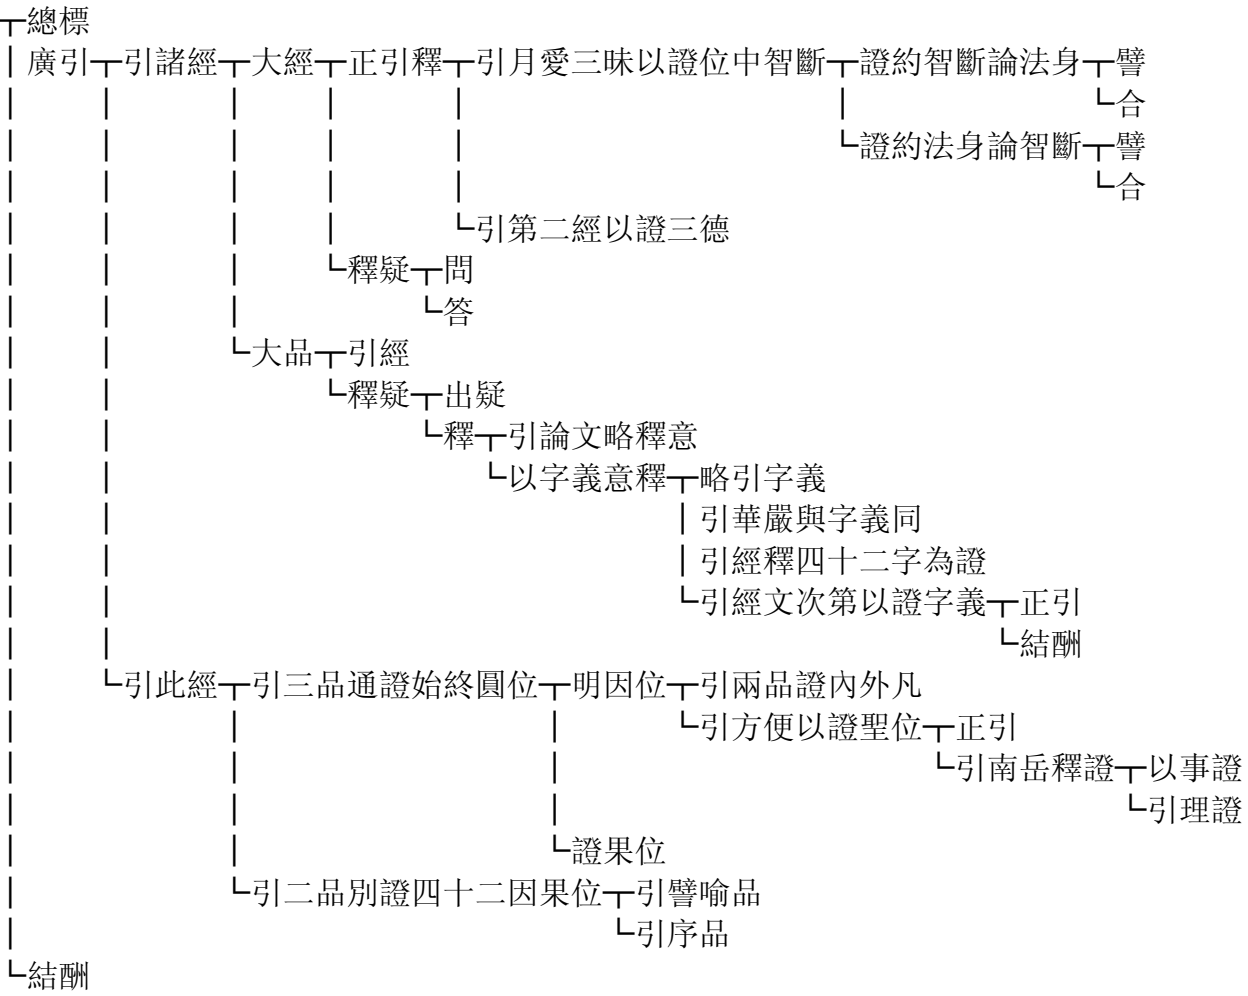 ┬總標
│廣引┬引諸經┬大經┬正引釋┬引月愛三昧以證位中智斷┬證約智斷論法身┬譬
│　　│　　　│　　│　　　│　　　　　　　　　　　│　　　　　　　└合
│　　│　　　│　　│　　　│　　　　　　　　　　　└證約法身論智斷┬譬
│　　│　　　│　　│　　　│　　　　　　　　　　　　　　　　　　　└合
│　　│　　　│　　│　　　└引第二經以證三德
│　　│　　　│　　└釋疑┬問
│　　│　　　│　　　　　└答
│　　│　　　└大品┬引經
│　　│　　　　　　└釋疑┬出疑
│　　│　　　　　　　　　└釋┬引論文略釋意
│　　│　　　　　　　　　　　└以字義意釋┬略引字義
│　　│　　　　　　　　　　　　　　　　　│引華嚴與字義同
│　　│　　　　　　　　　　　　　　　　　│引經釋四十二字為證
│　　│　　　　　　　　　　　　　　　　　└引經文次第以證字義┬正引
│　　│　　　　　　　　　　　　　　　　　　　　　　　　　　　└結酬
│　　└引此經┬引三品通證始終圓位┬明因位┬引兩品證內外凡
│　　　　　　│　　　　　　　　　│　　　└引方便以證聖位┬正引
│　　　　　　│　　　　　　　　　│　　　　　　　　　　　└引南岳釋證┬以事證
│　　　　　　│　　　　　　　　　│　　　　　　　　　　　　　　　　　└引理證
│　　　　　　│　　　　　　　　　└證果位
│　　　　　　└引二品別證四十二因果位┬引譬喻品
│　　　　　　　　　　　　　　　　　　└引序品
└結酬